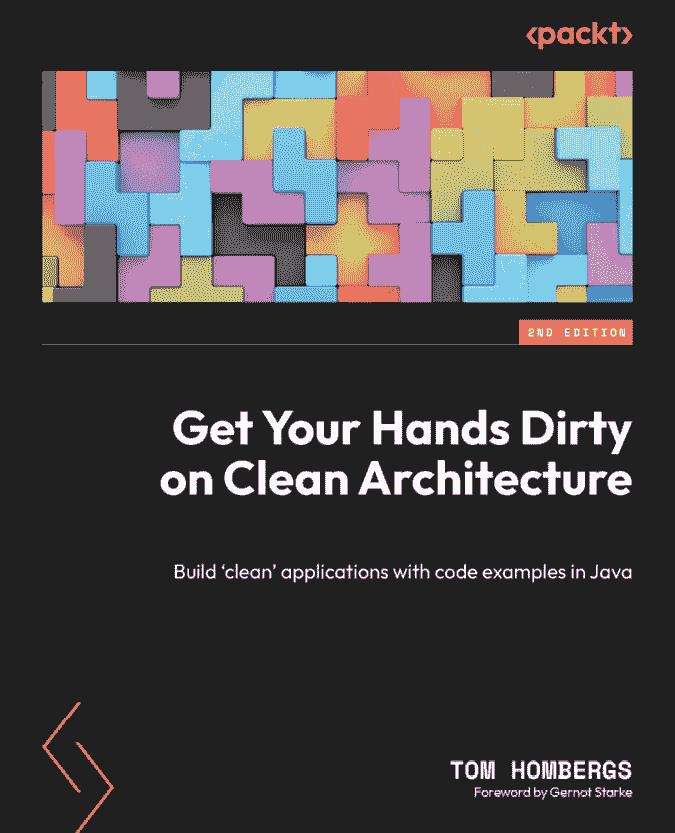 <packt>
2ND EDITION
Get Your Hands Dirty
on Clean Architecture
Build ‘clean’ applications with code examples in Java
TOM HOMBERGS
Foreword by Gernot Starke